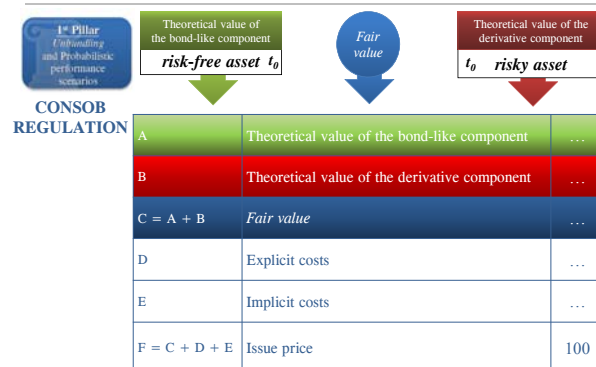 1st Pillar
Unbundling
and Probabilistic
performance
scenarios
Theoretical value of
the bond-like component
risk-free asset t0
Fair
value
Theoretical value of the
derivative component
t0 risky asset
CONSOB
REGULATION
A Theoretical value of the bond-like component ...
B Theoretical value of the derivative component ...
C = A + B Fair value ...
D Explicit costs ...
E Implicit costs ...
F = C + D + E Issue price 100